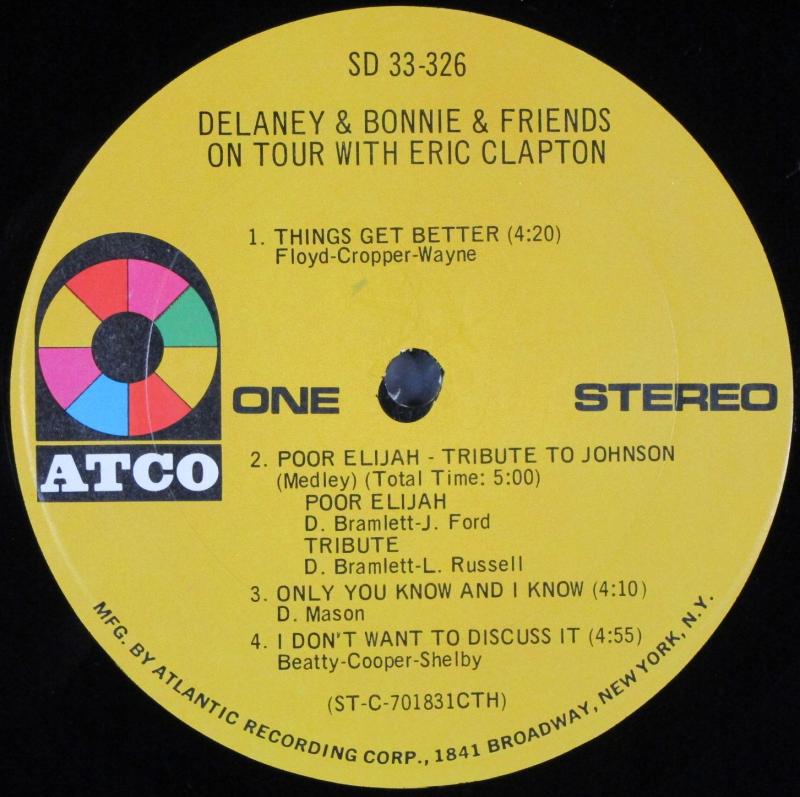 SD 33-326
DELANEY & BONNIE & FRIENDS
ON TOUR WITH ERIC CLAPTON
1. THINGS GET BETTER (4:20)
Floyd-Cropper-Wayne
ATCO
ONE
STEREO
2. POOR ELIJAH - TRIBUTE TO JOHNSON
(Medley) (Total Time: 5:00)
POOR ELIJAH
D. Bramlett-J. Ford
TRIBUTE
D. Bramlett-L. Russell
3. ONLY YOU KNOW AND I KNOW (4:10)
D. Mason
4. I DON'T WANT TO DISCUSS IT (4:55)
Beatty-Cooper-Shelby
(ST-C-701831CTH)
MFG. BY ATLANTIC RECORDING CORP., 1841 BROADWAY, NEW YORK, N.Y.